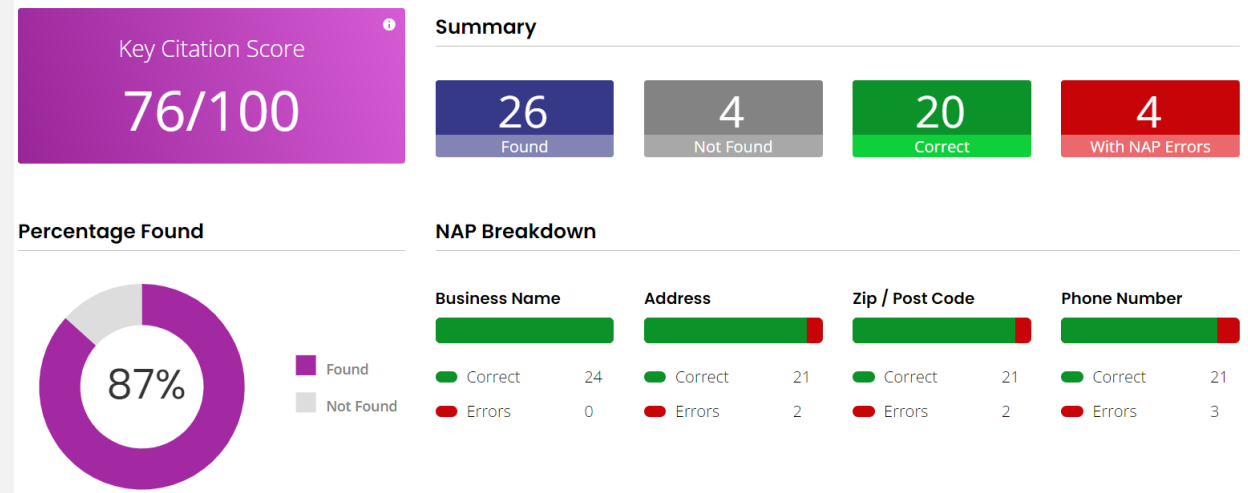 Key Citation Score
76/100
Summary
26
Found
4
Not Found
20
Correct
4
With NAP Errors
Percentage Found
87%
Found
Not Found
NAP Breakdown
Business Name
Correct 24
Errors 0
Address
Correct 21
Errors 2
Zip / Post Code
Correct 21
Errors 2
Phone Number
Correct 21
Errors 3